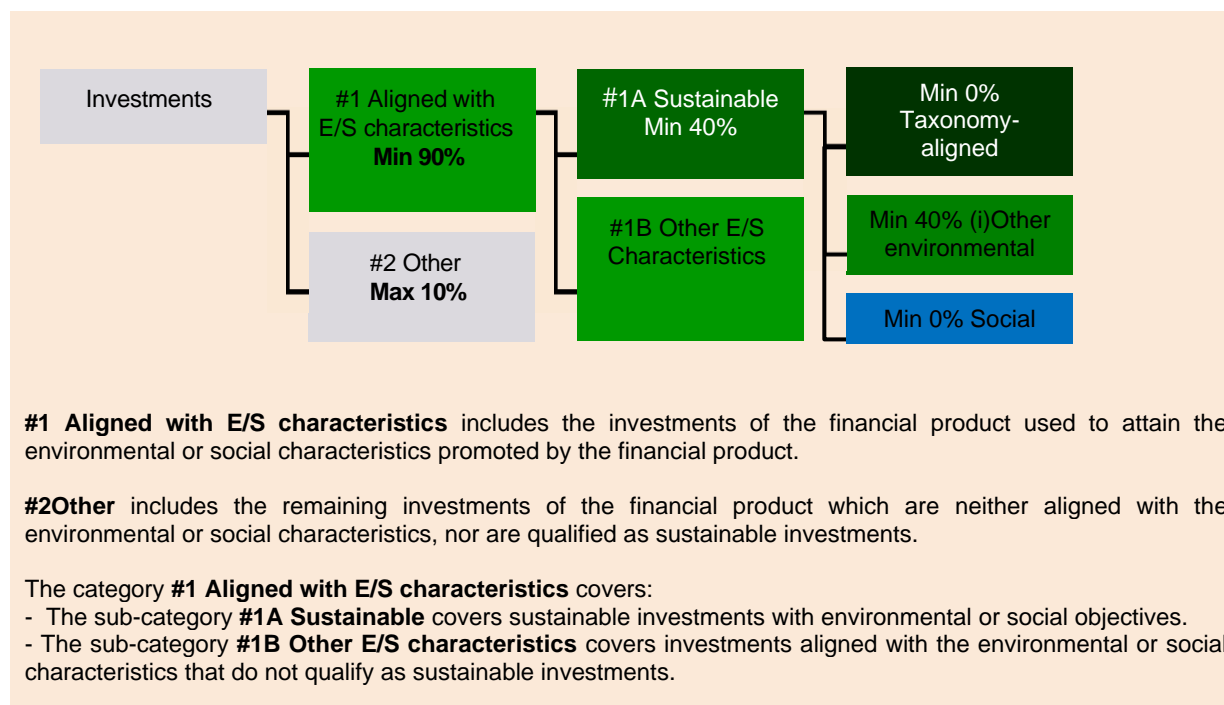 Investments
#1 Aligned with
E/S characteristics
Min 90%
#2 Other
Max 10%
#1A Sustainable
Min 40%
#1B Other E/S
Characteristics
Min 0%
Taxonomy-
aligned
Min 40% (i)Other
environmental
Min 0% Social
#1 Aligned with E/S characteristics includes the investments of the financial product used to attain the
environmental or social characteristics promoted by the financial product.
#2Other includes the remaining investments of the financial product which are neither aligned with the
environmental or social characteristics, nor are qualified as sustainable investments.
The category #1 Aligned with E/S characteristics covers:
- The sub-category #1A Sustainable covers sustainable investments with environmental or social objectives.
- The sub-category #1B Other E/S characteristics covers investments aligned with the environmental or social
characteristics that do not qualify as sustainable investments.